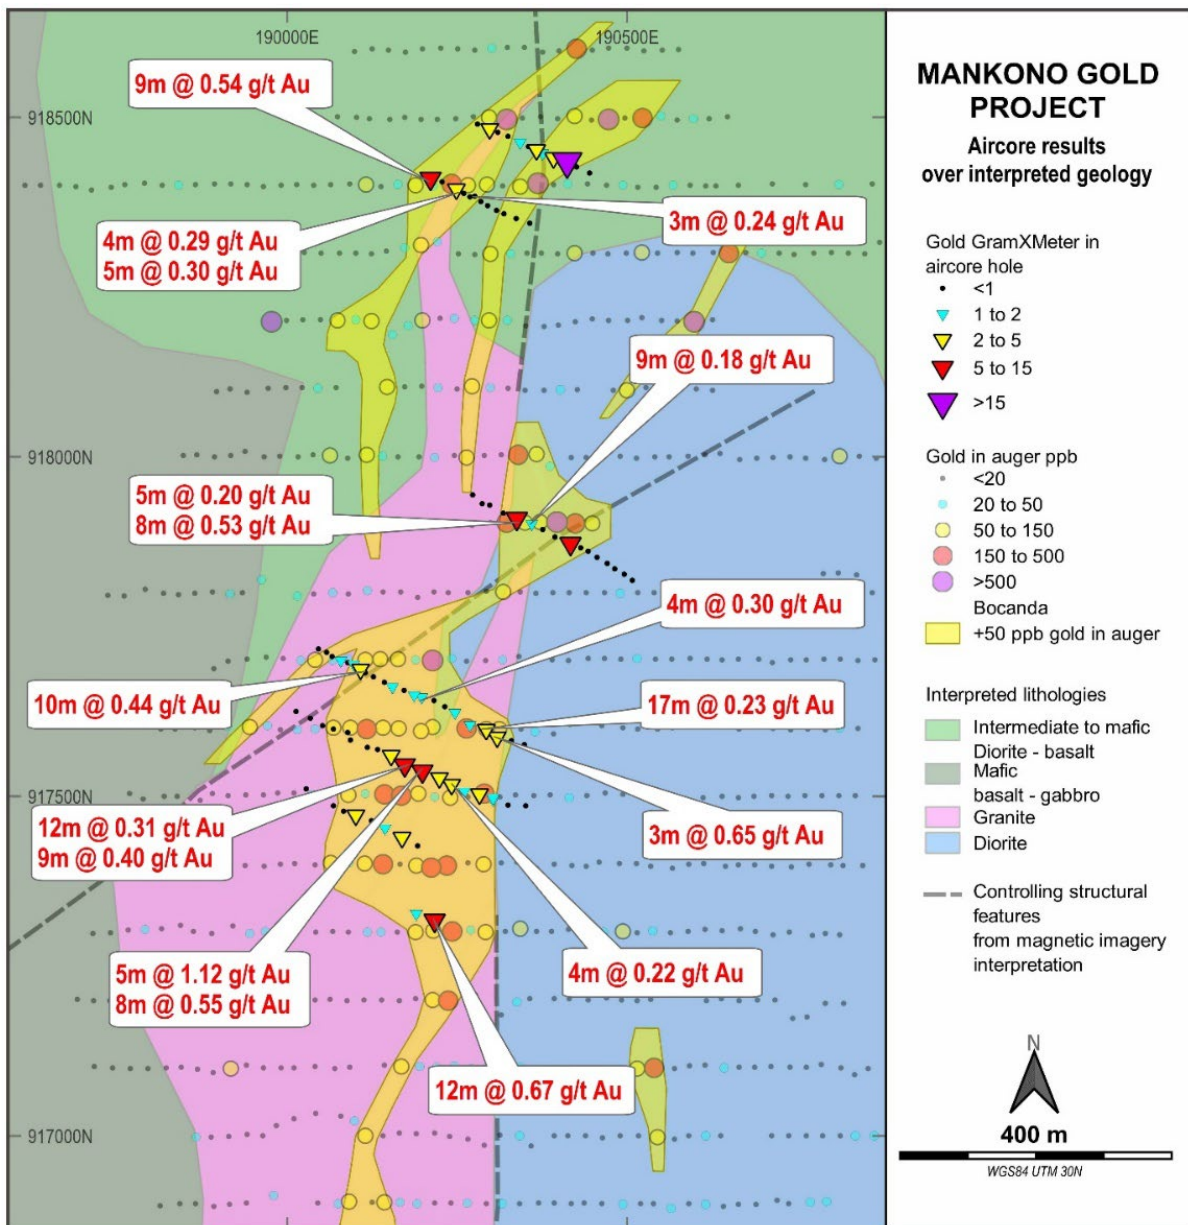 190000E
190500E
918500N
918000N
917500N
917000N
9m @ 0.54 g/t Au
4m @ 0.29 g/t Au
5m @ 0.30 g/t Au
3m @ 0.24 g/t Au
9m @ 0.18 g/t Au
5m @ 0.20 g/t Au
8m @ 0.53 g/t Au
4m @ 0.30 g/t Au
10m @ 0.44 g/t Au
17m @ 0.23 g/t Au
12m @ 0.31 g/t Au
9m @ 0.40 g/t Au
3m @ 0.65 g/t Au
5m @ 1.12 g/t Au
8m @ 0.55 g/t Au
4m @ 0.22 g/t Au
12m @ 0.67 g/t Au
MANKONO GOLD
PROJECT
Aircore results
over interpreted geology
Gold GramXMeter in
aircore hole
<1
1 to 2
2 to 5
5 to 15
>15
Gold in auger ppb
<20
20 to 50
50 to 150
150 to 500
>500
Bocanda
+50 ppb gold in auger
Interpreted lithologies
Intermediate to mafic
Diorite - basalt
Mafic
basalt - gabbro
Granite
Diorite
Controlling structural
features
from magnetic imagery
interpretation
N
400 m
WGS84 UTM 30N